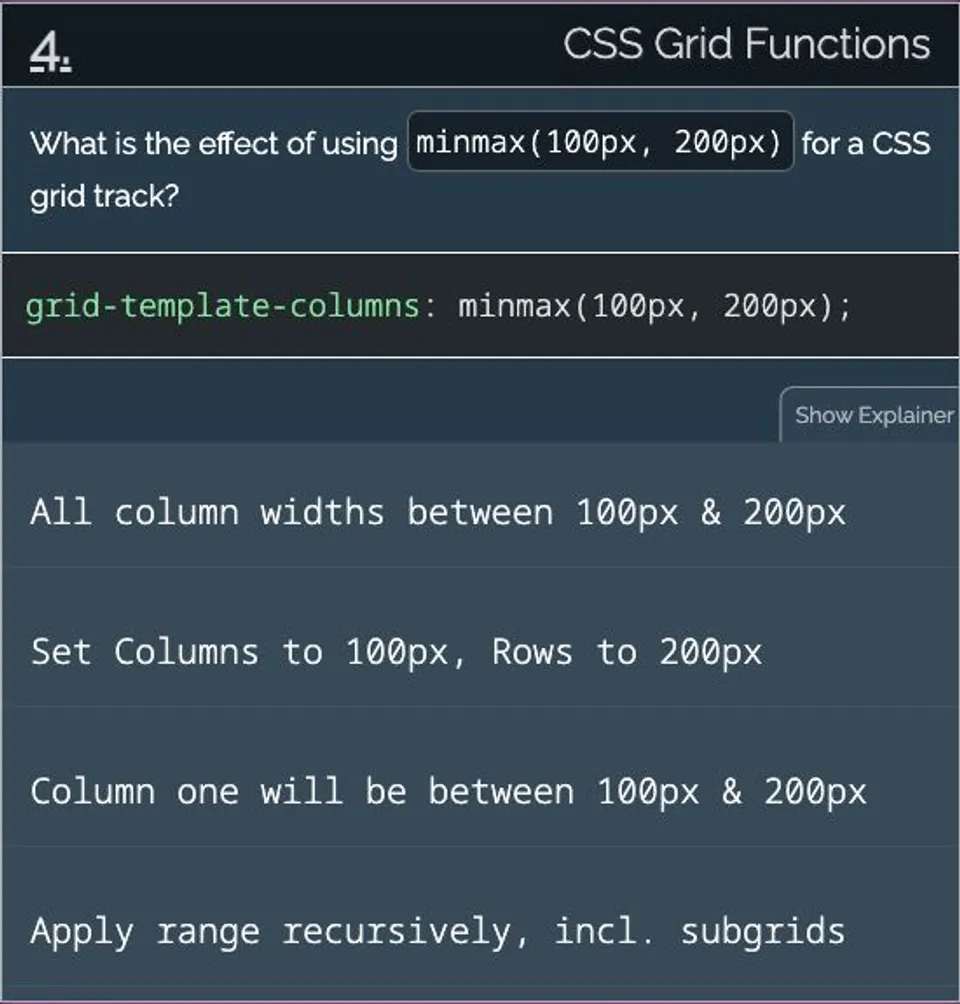 4.
CSS Grid Functions
What is the effect of using minmax(100px, 200px) for a CSS
grid track?
grid-template-columns: minmax(100px, 200px);
Show Explainer
All column widths between 100px & 200px
Set Columns to 100px, Rows to 200px
Column one will be between 100px & 200px
Apply range recursively, incl. subgrids